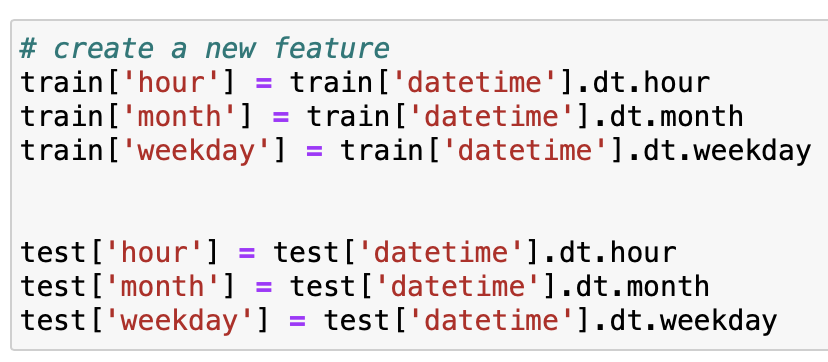 # create a new feature
train['hour'] = train['datetime'].dt.hour
train['month'] = train['datetime'].dt.month
train['weekday'] = train['datetime'].dt.weekday
test['hour'] = test['datetime'].dt.hour
test['month'] = test['datetime'].dt.month
test['weekday'] = test['datetime'].dt.weekday